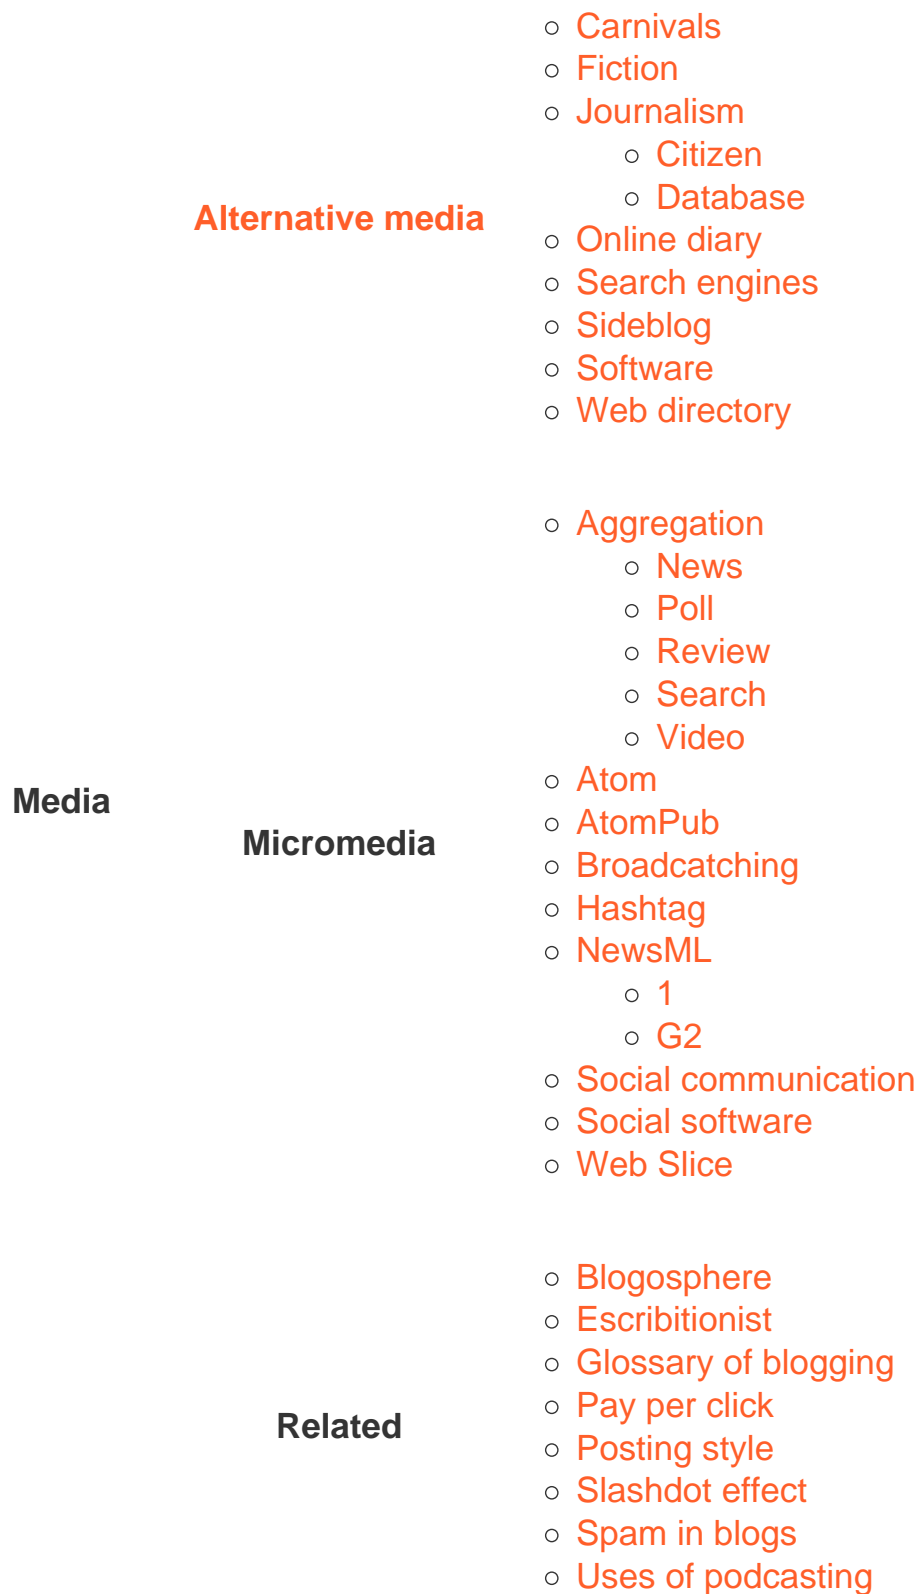 Media
Alternative media
Carnivals
Fiction
Journalism
Citizen
Database
Online diary
Search engines
Sideblog
Software
Web directory
Micromedia
Aggregation
News
Poll
Review
Search
Video
Atom
AtomPub
Broadcatching
Hashtag
NewsML
1
G2
Social communication
Social software
Web Slice
Related
Blogosphere
Escribitionist
Glossary of blogging
Pay per click
Posting style
Slashdot effect
Spam in blogs
Uses of podcasting